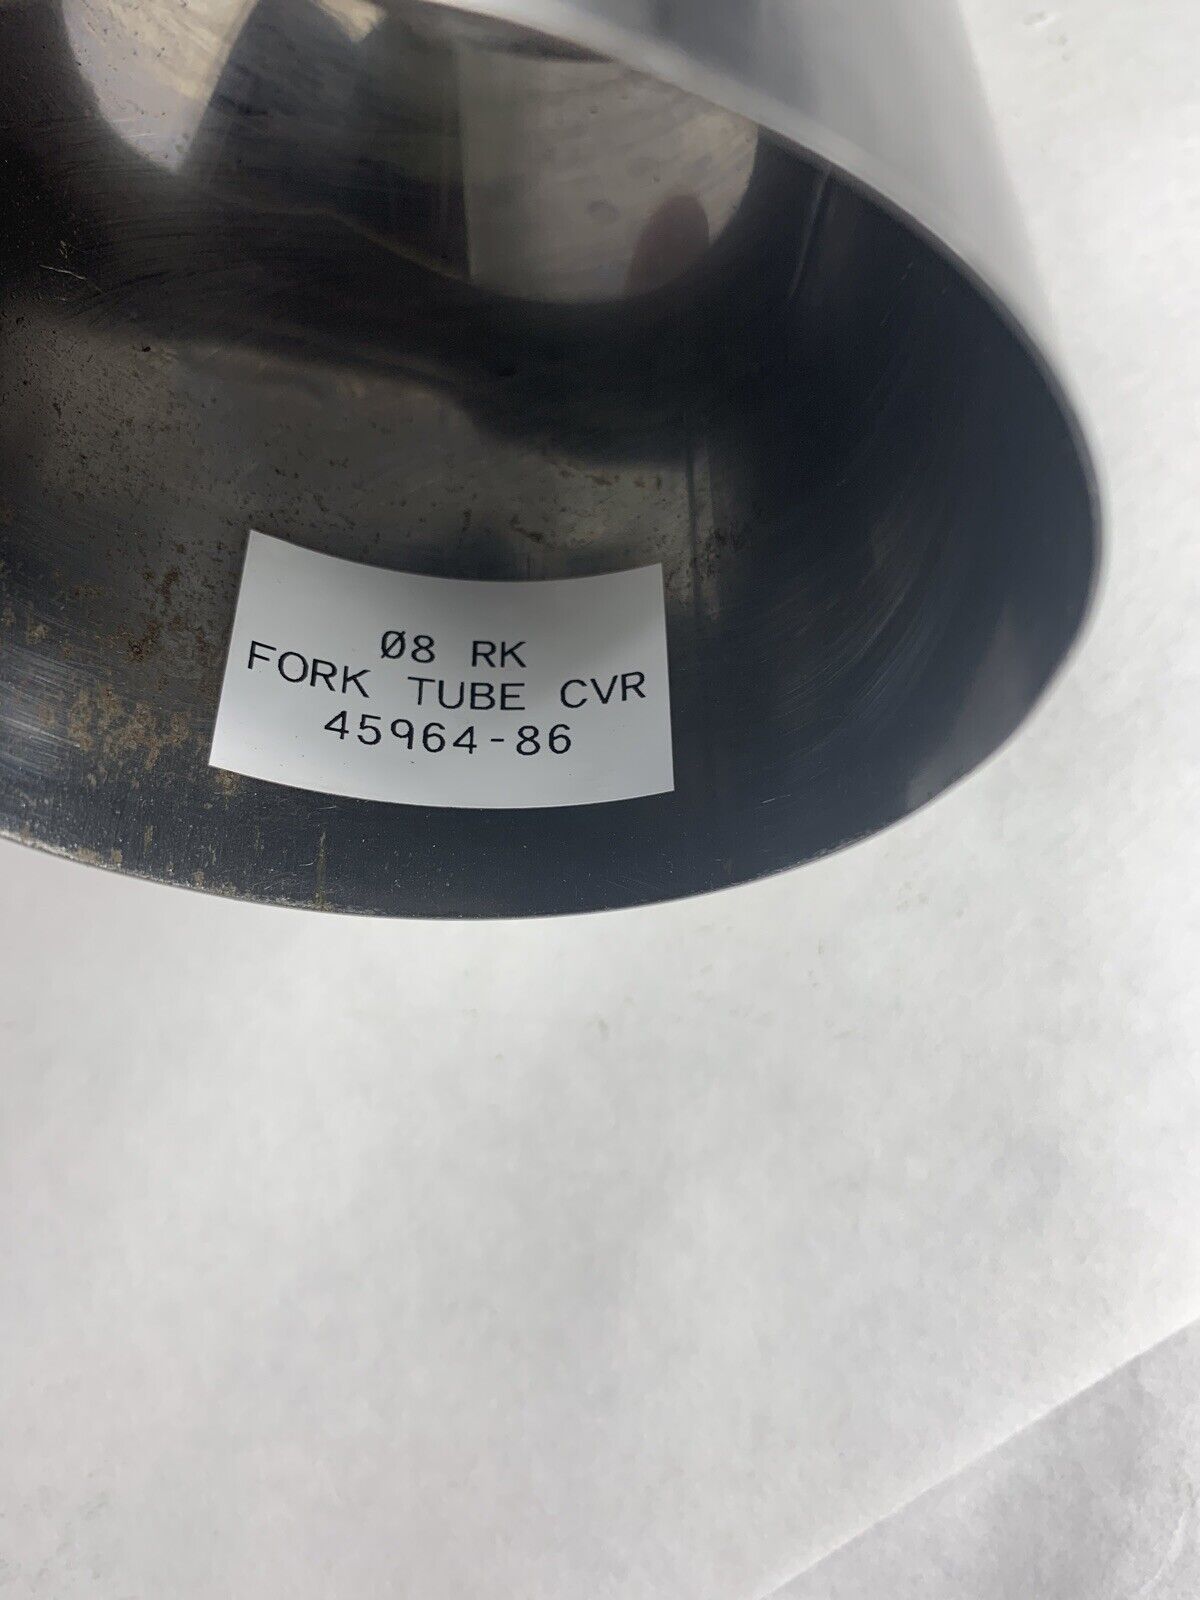 Ø8 RK
FORK TUBE CVR
45964-86